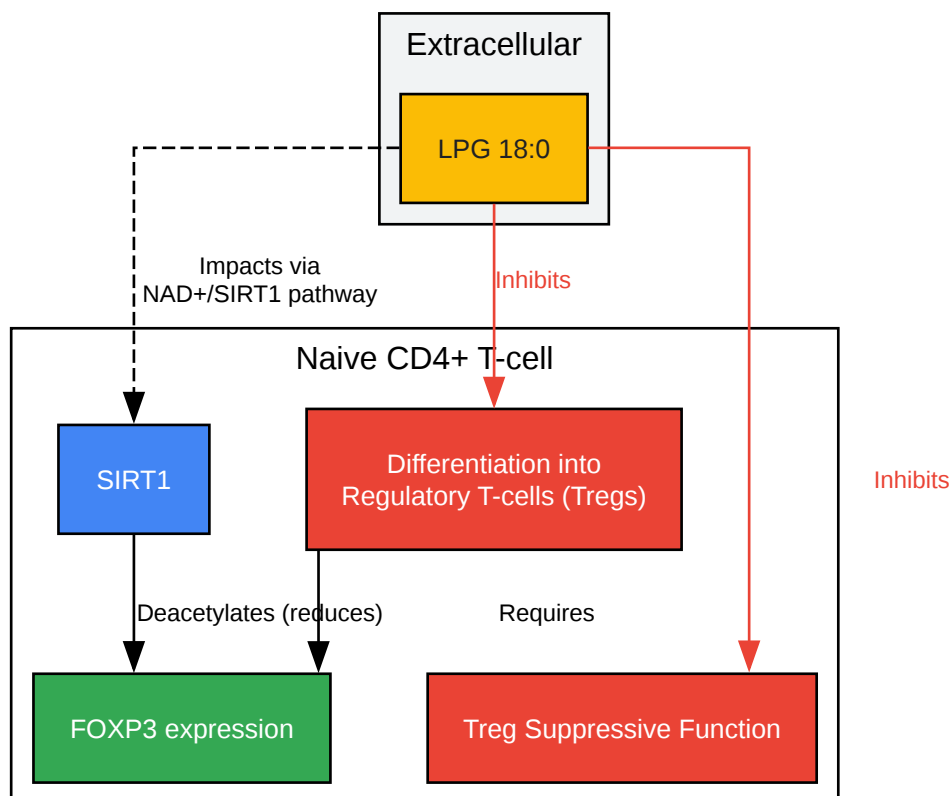 Extracellular
LPG 18:0
Impacts via
NAD+/SIRT1 pathway
Inhibits
Naive CD4+ T-cell
SIRT1
Differentiation into
Regulatory T-cells (Tregs)
Inhibits
Deacetylates (reduces)
Requires
FOXP3 expression
Treg Suppressive Function